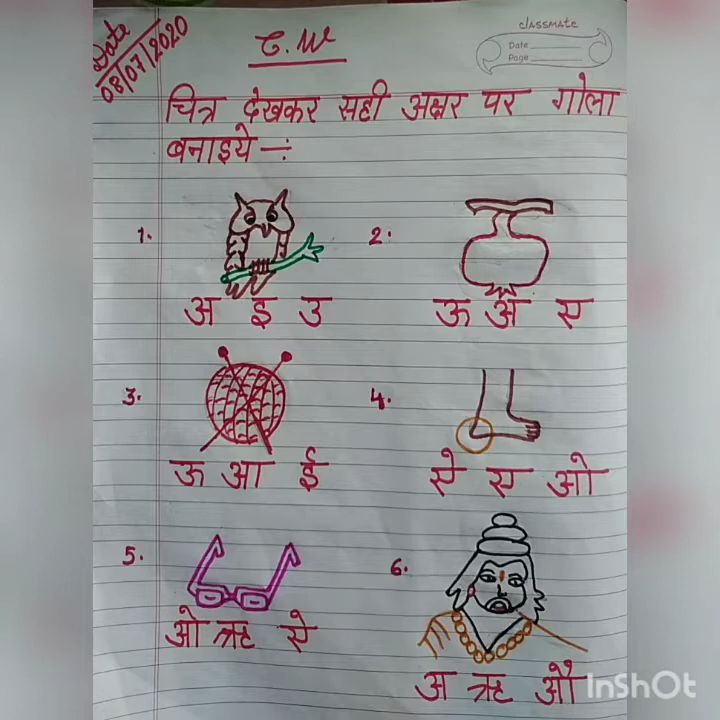 Date
08/07/2020
C.W
classmate
Date
Page
चित्र देखकर सही अक्षर पर गोला
बनाइये :-
1.
अ इ उ
2.
ऊ अ ए
3.
ऊ आ ई
4.
ऐ ए ओ
5.
ओ ऋ ऐ
6.
अ ऋ औ
InShOt